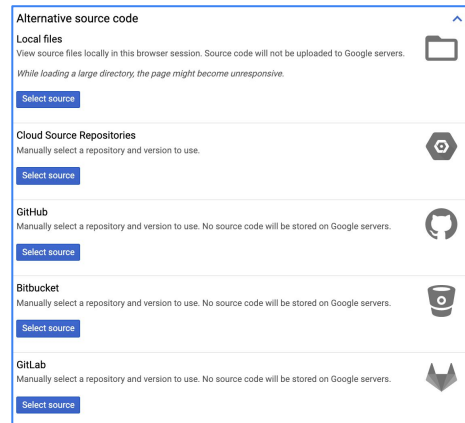 Alternative source code
Local files
View source files locally in this browser session. Source code will not be uploaded to Google servers.
While loading a large directory, the page might become unresponsive.
Select source
Cloud Source Repositories
Manually select a repository and version to use.
Select source
GitHub
Manually select a repository and version to use. No source code will be stored on Google servers.
Select source
Bitbucket
Manually select a repository and version to use. No source code will be stored on Google servers.
Select source
GitLab
Manually select a repository and version to use. No source code will be stored on Google servers.
Select source